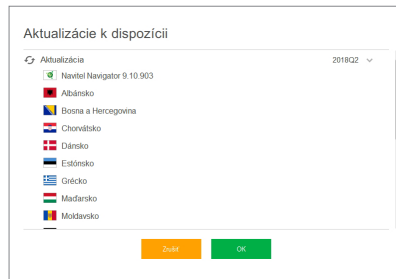 Aktualizácie k dispozícii
Aktualizácia 2018Q2
Navitel Navigator 9.10.903
Albánsko
Bosna a Hercegovina
Chorvátsko
Dánsko
Estónsko
Grécko
Maďarsko
Moldavsko
Zrušiť OK